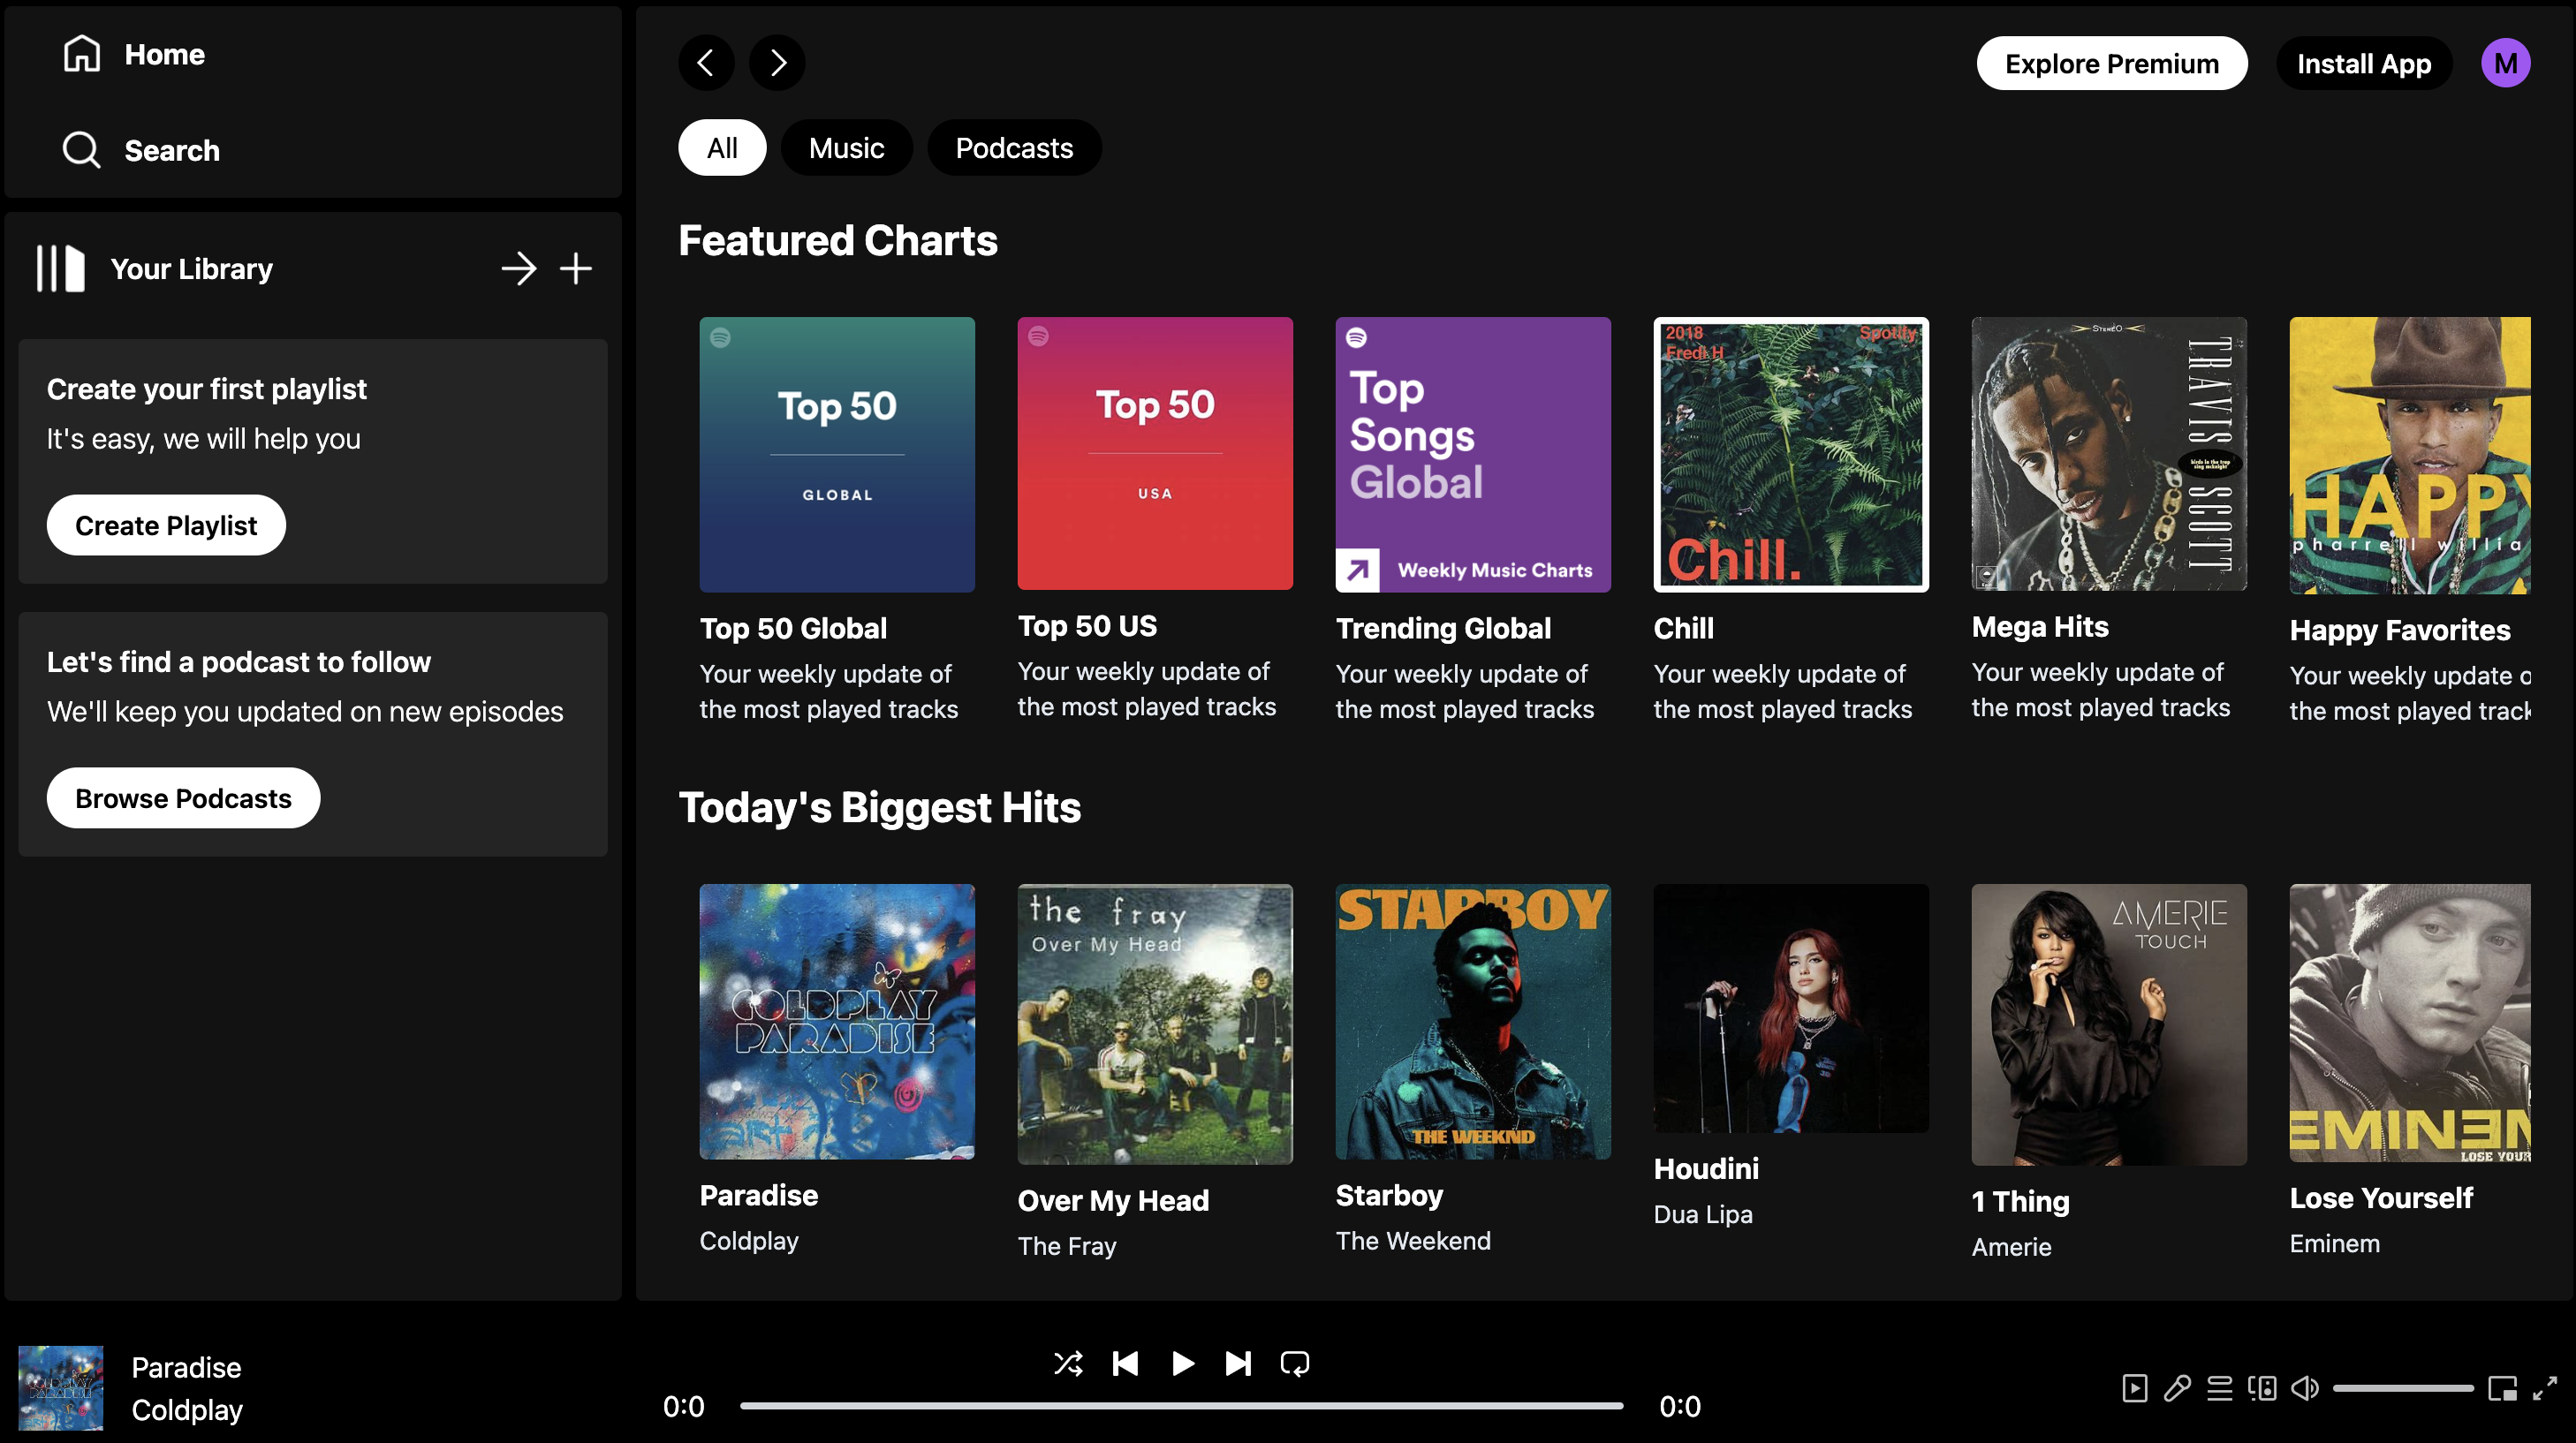 Home
Search
Your Library
Create your first playlist
It's easy, we will help you
Create Playlist
Let's find a podcast to follow
We'll keep you updated on new episodes
Browse Podcasts
Explore Premium
Install App
M
All
Music
Podcasts
Featured Charts
Top 50
GLOBAL
Top 50 Global
Your weekly update of
the most played tracks
Top 50
USA
Top 50 US
Your weekly update of
the most played tracks
Top
Songs
Global
Weekly Music Charts
Trending Global
Your weekly update of
the most played tracks
2018
Spotify
Fredi H
Chill.
Chill
Your weekly update of
the most played tracks
STEREO
TRAVIS SCOTT
birds in the trap
sing mcknight
Mega Hits
Your weekly update of
the most played tracks
HAPPY
pharrell willia
Happy Favorites
Your weekly update o
the most played track
Today's Biggest Hits
COLDPLAY
PARADISE
Paradise
Coldplay
the fray
Over My Head
Over My Head
The Fray
STARBOY
THE WEEKND
Starboy
The Weekend
Houdini
Dua Lipa
AMERIE
TOUCH
1 Thing
Amerie
EMINEM
LOSE YOUR
Lose Yourself
Eminem
Paradise
Coldplay
0:0
0:0